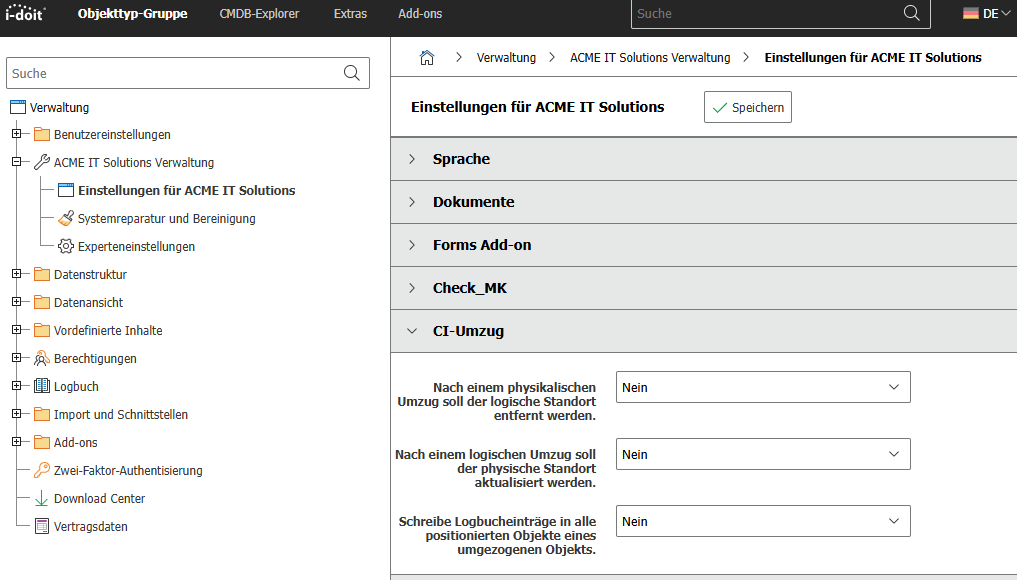 i-doit Objekttyp-Gruppe CMDB-Explorer Extras Add-ons Suche DE
Suche
Verwaltung
Benutzereinstellungen
ACME IT Solutions Verwaltung
Einstellungen für ACME IT Solutions
Systemreparatur und Bereinigung
Experteneinstellungen
Datenstruktur
Datenansicht
Vordefinierte Inhalte
Berechtigungen
Logbuch
Import und Schnittstellen
Add-ons
Zwei-Faktor-Authentisierung
Download Center
Vertragsdaten
Verwaltung ACME IT Solutions Verwaltung Einstellungen für ACME IT Solutions
Einstellungen für ACME IT Solutions Speichern
Sprache
Dokumente
Forms Add-on
Check_MK
CI-Umzug
Nach einem physikalischen
Umzug soll der logische Standort
entfernt werden.
Nein
Nach einem logischen Umzug soll
der physische Standort
aktualisiert werden.
Nein
Schreibe Logbucheinträge in alle
positionierten Objekte eines
umgezogenen Objekts.
Nein